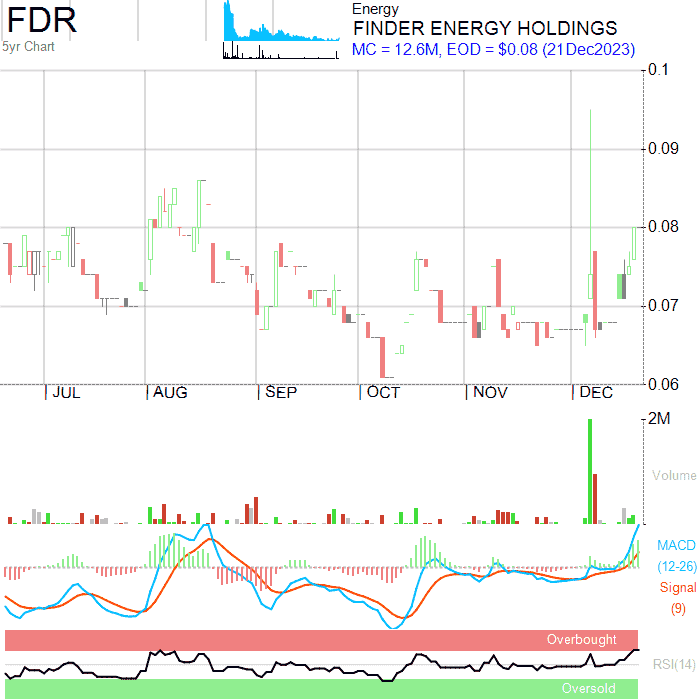 FDR
5yr Chart
Energy
FINDER ENERGY HOLDINGS
MC = 12.6M, EOD = $0.08 (21Dec2023)
0.1
0.09
0.08
0.07
0.06
JUL AUG SEP OCT NOV DEC
2M
Volume
MACD
(12-26)
Signal
(9)
Overbought
RSI(14)
Oversold